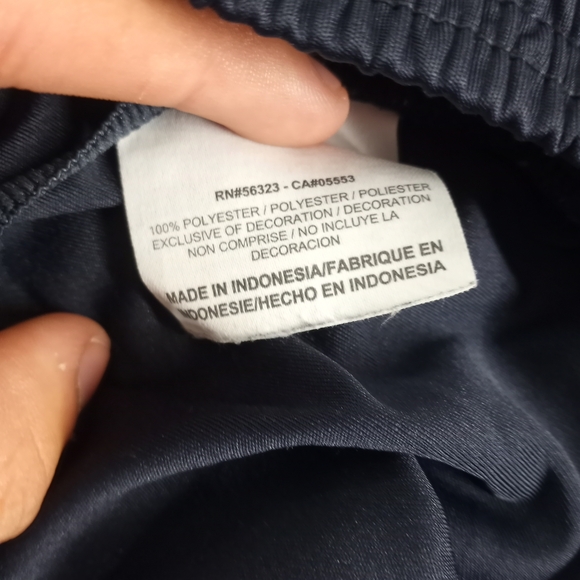 RN#56323 - CA#05553
100% POLYESTER / POLYESTER / POLIESTER
EXCLUSIVE OF DECORATION / DECORATION
NON COMPRISE / NO INCLUYE LA
DECORACION
MADE IN INDONESIA/FABRIQUE EN
INDONESIE/HECHO EN INDONESIA